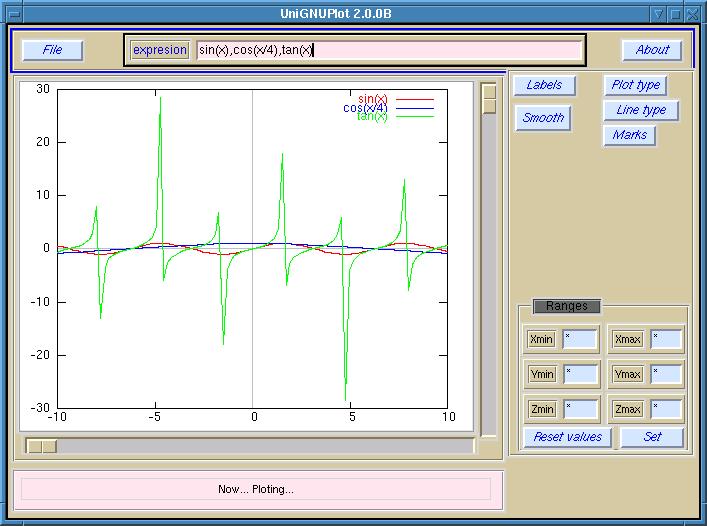 UniGNUPlot 2.0.0B
File
expresion
sin(x),cos(x/4),tan(x)
About
Labels
Plot type
Smooth
Line type
Marks
30
sin(x)
cos(x/4)
tan(x)
20
10
0
-10
-20
-30
-10
-5
0
5
10
Ranges
Xmin
*
Xmax
*
Ymin
*
Ymax
*
Zmin
*
Zmax
*
Reset values
Set
Now... Ploting...